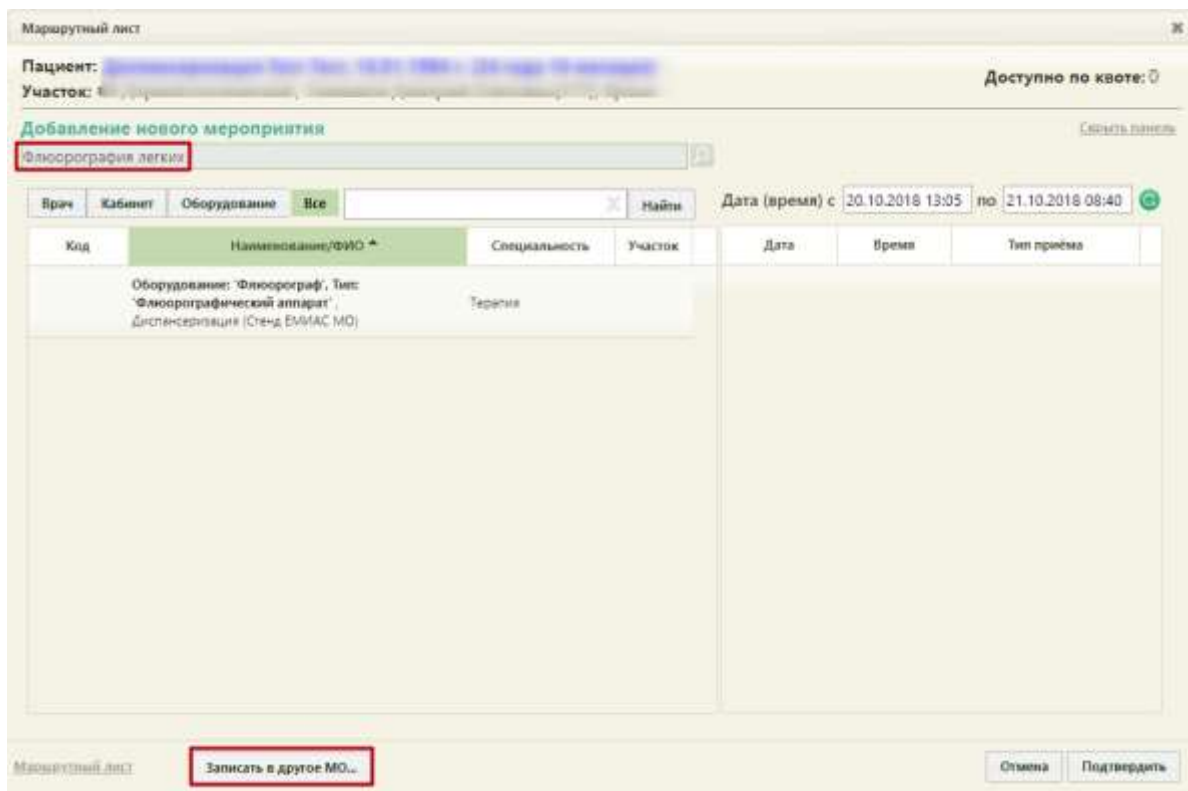 Маршрутный лист
Пациент:
Участок:
Доступно по квоте: 0
Добавление нового мероприятия
Скрыть панель
Флюорография легких
Врач Кабинет Оборудование Все Найти
Дата (время) с 20.10.2018 13:05 по 21.10.2018 08:40
Код Наименование/ФИО Специальность Участок
Дата Время Тип приёма
Оборудование: 'Флюорограф', Тип:
'Флюорографический аппарат' ,
Диспансеризация (Стенд ЕМИАС МО)
Терапия
Маршрутный лист
Записать в другое МО...
Отмена Подтвердить